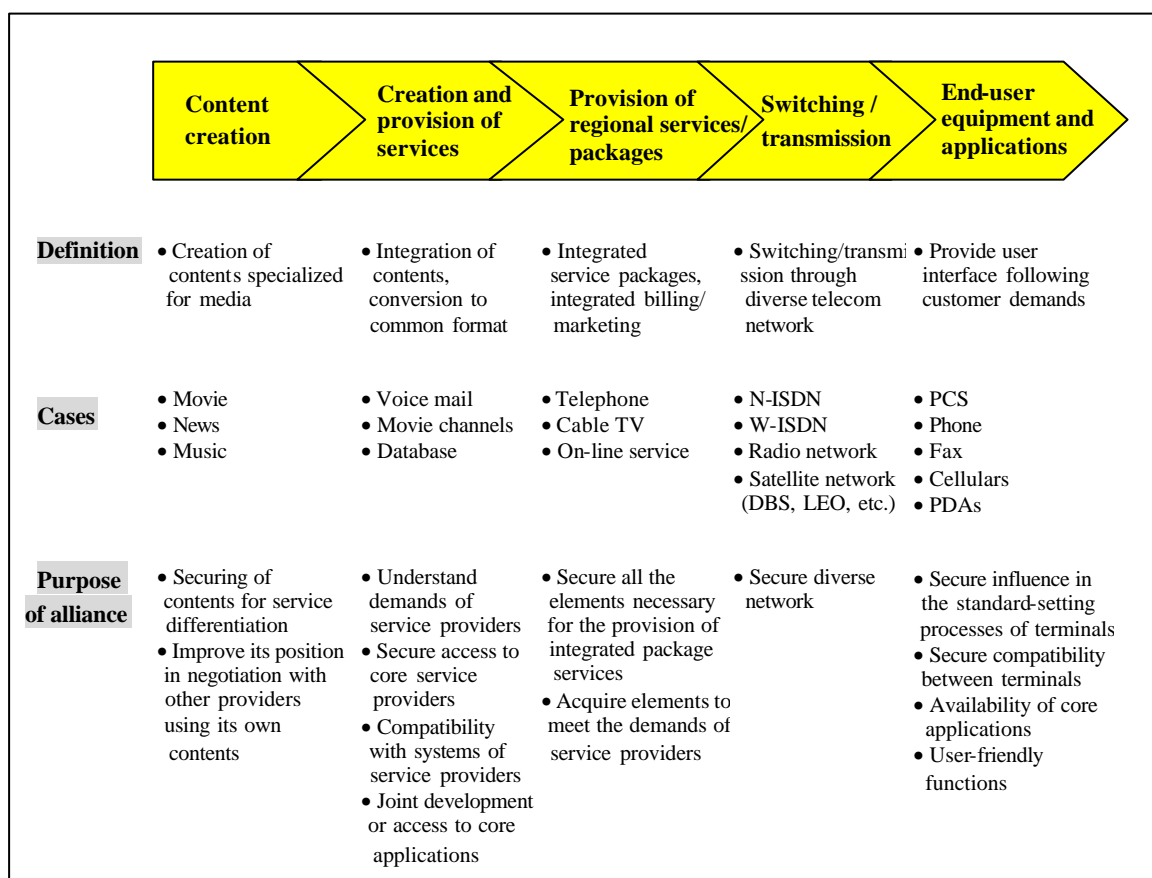 Content
creation
Creation and
provision of
services
Provision of
regional services/
packages
Switching /
transmission
End-user
equipment and
applications
Definition
• Creation of
contents specialized
for media
• Integration of
contents,
conversion to
common format
• Integrated
service packages,
integrated billing/
marketing
• Switching/transmi
ssion through
diverse telecom
network
• Provide user
interface following
customer demands
Cases
• Movie
• News
• Music
• Voice mail
• Movie channels
• Database
• Telephone
• Cable TV
• On-line service
• N-ISDN
• W-ISDN
• Radio network
• Satellite network
(DBS, LEO, etc.)
• PCS
• Phone
• Fax
• Cellulars
• PDAs
Purpose
of alliance
• Securing of
contents for service
differentiation
• Improve its position
in negotiation with
other providers
using its own
contents
• Understand
demands of
service providers
• Secure access to
core service
providers
• Compatibility
with systems of
service providers
• Joint development
or access to core
applications
• Secure all the
elements necessary
for the provision of
integrated package
services
• Acquire elements to
meet the demands of
service providers
• Secure diverse
network
• Secure influence in
the standard-setting
processes of terminals
• Secure compatibility
between terminals
• Availability of core
applications
• User-friendly
functions